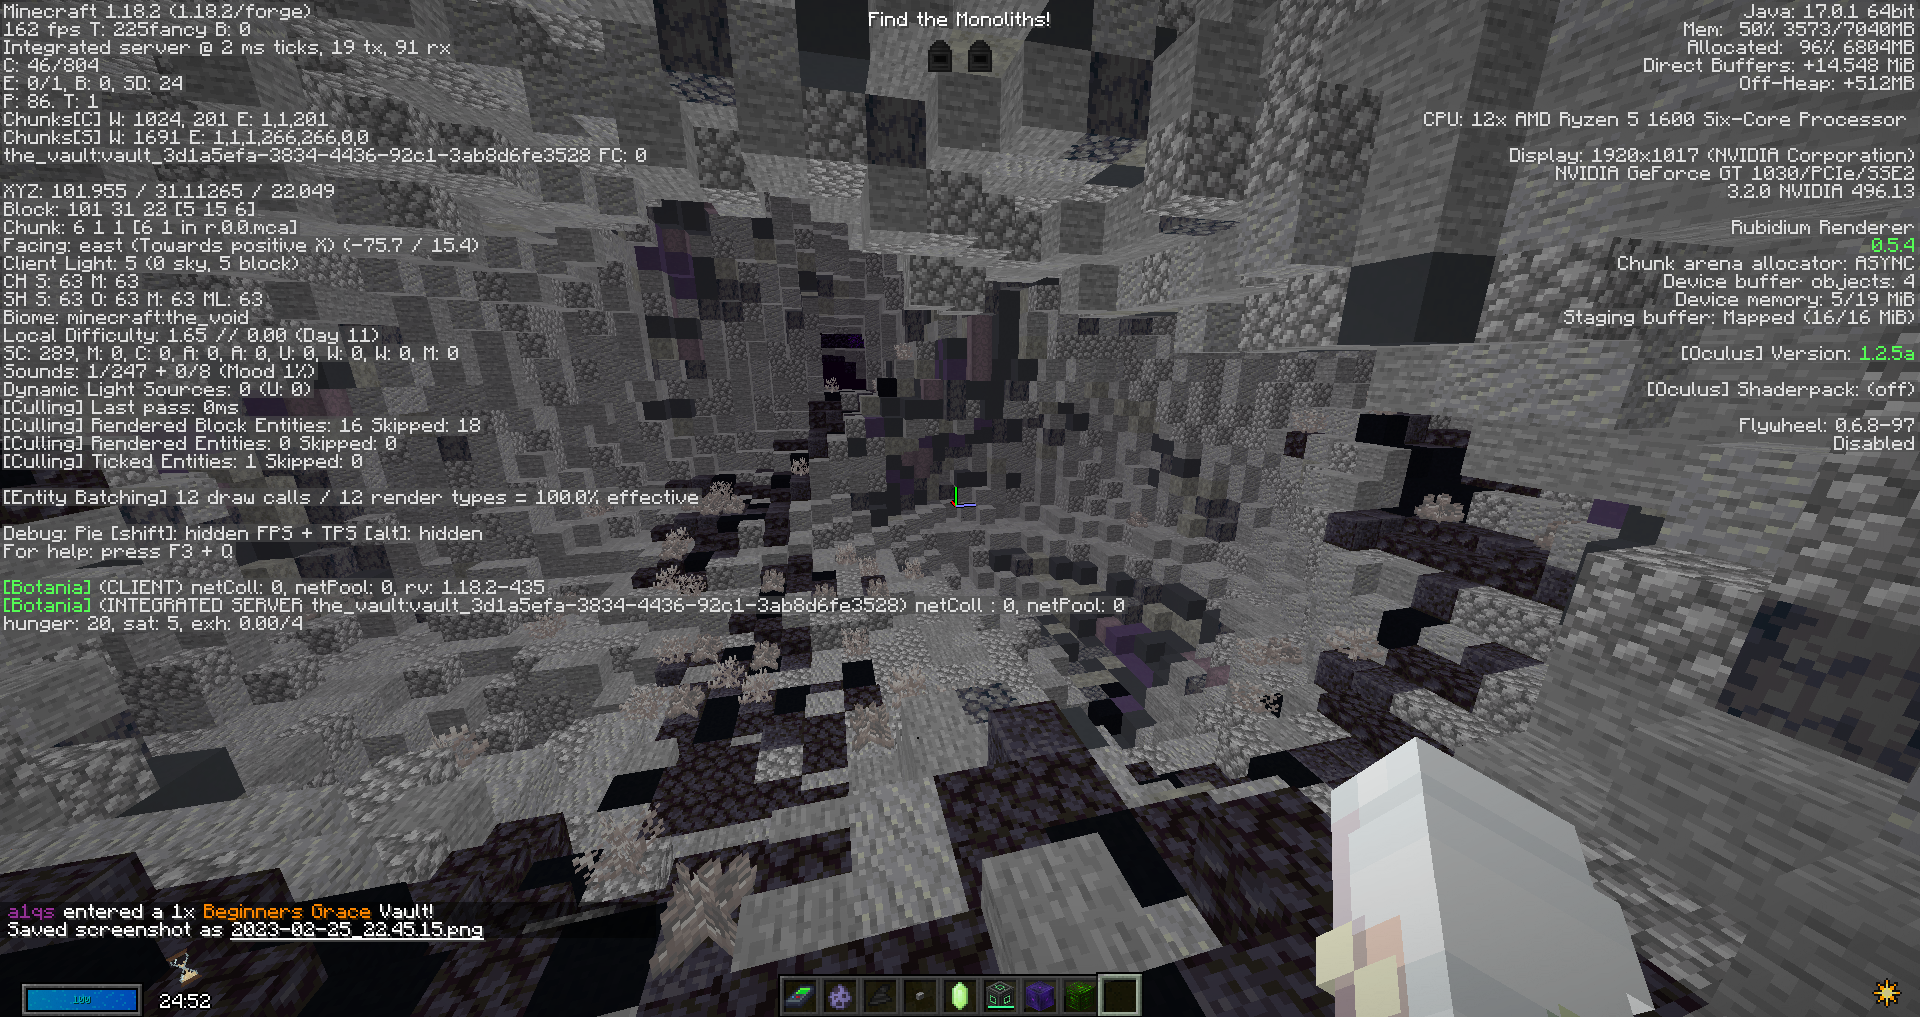 Minecraft 1.18.2 (1.18.2/forge)
162 fps T: 225fancy B: 0
Integrated server @ 2 ms ticks, 19 tx, 91 rx
C: 46/804
E: 0/1, B: 0, SD: 24
P: 86. T: 1
Chunks[C] W: 1024, 201 E: 1,1,201
Chunks[S] W: 1691 E: 1,1,1,266,266,0,0
the_vault:vault_3d1a5efa-3834-4436-92c1-3ab8d6fe3528 FC: 0
XYZ: 101.955 / 31.11265 / 22.049
Block: 101 31 22 [5 15 6]
Chunk: 6 1 1 [6 1 in r.0.0.mca]
Facing: east (Towards positive X) (-75.7 / 15.4)
Client Light: 5 (0 sky, 5 block)
CH S: 63 M: 63
SH S: 63 O: 63 M: 63 ML: 63
Biome: minecraft:the_void
Local Difficulty: 1.65 // 0.00 (Day 11)
SC: 289, M: 0, C: 0, A: 0, A: 0, U: 0, W: 0, W: 0, M: 0
Sounds: 1/247 + 0/8 (Mood 1%)
Dynamic Light Sources: 0 (U: 0)
[Culling] Last pass: 0ms
[Culling] Rendered Block Entities: 16 Skipped: 18
[Culling] Rendered Entities: 0 Skipped: 0
[Culling] Ticked Entities: 1 Skipped: 0
[Entity Batching] 12 draw calls / 12 render types = 100.0% effective
Debug: Pie [shift]: hidden FPS + TPS [alt]: hidden
For help: press F3 + Q
[Botania] (CLIENT) netColl: 0, netPool: 0, rv: 1.18.2-435
[Botania] (INTEGRATED SERVER the_vault:vault_3d1a5efa-3834-4436-92c1-3ab8d6fe3528) netColl : 0, netPool: 0
hunger: 20, sat: 5, exh: 0.00/4
Find the Monoliths!
Java: 17.0.1 64bit
Mem: 50% 3573/7040MB
Allocated: 96% 6804MB
Direct Buffers: +14.548 MiB
Off-Heap: +512MB
CPU: 12x AMD Ryzen 5 1600 Six-Core Processor
Display: 1920x1017 (NVIDIA Corporation)
NVIDIA GeForce GT 1030/PCIe/SSE2
3.2.0 NVIDIA 496.13
Rubidium Renderer
0.5.4
Chunk arena allocator: ASYNC
Device buffer objects: 4
Device memory: 5/19 MiB
Staging buffer: Mapped (16/16 MiB)
[Oculus] Version: 1.2.5a
[Oculus] Shaderpack: (off)
Flywheel: 0.6.8-97
Disabled
a1qs entered a 1x Beginners Grace Vault!
Saved screenshot as 2023-02-25_22.45.15.png
100
24:52